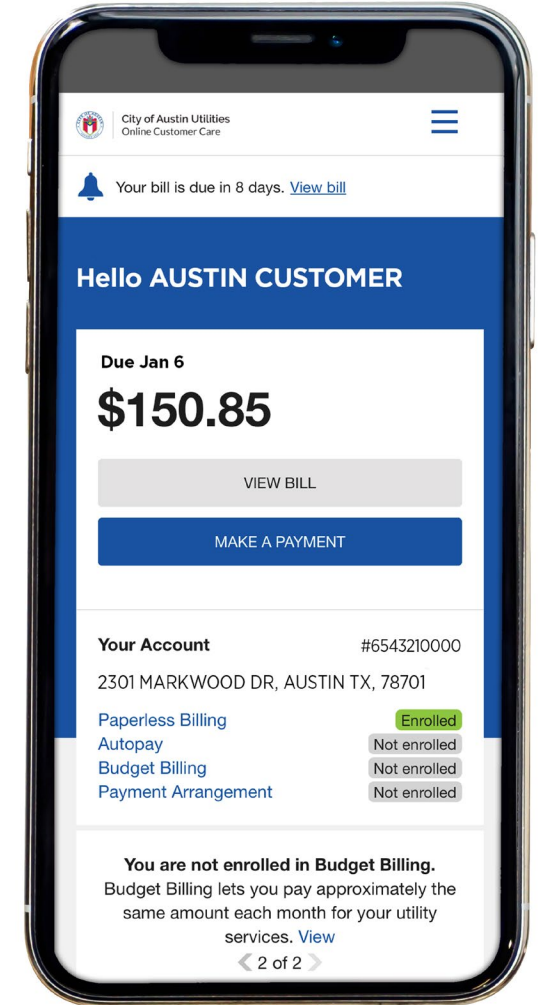 City of Austin Utilities
Online Customer Care
Your bill is due in 8 days. View bill
Hello AUSTIN CUSTOMER
Due Jan 6
$150.85
VIEW BILL
MAKE A PAYMENT
Your Account #6543210000
2301 MARKWOOD DR, AUSTIN TX, 78701
Paperless Billing Enrolled
Autopay Not enrolled
Budget Billing Not enrolled
Payment Arrangement Not enrolled
You are not enrolled in Budget Billing.
Budget Billing lets you pay approximately the
same amount each month for your utility
services. View
2 of 2